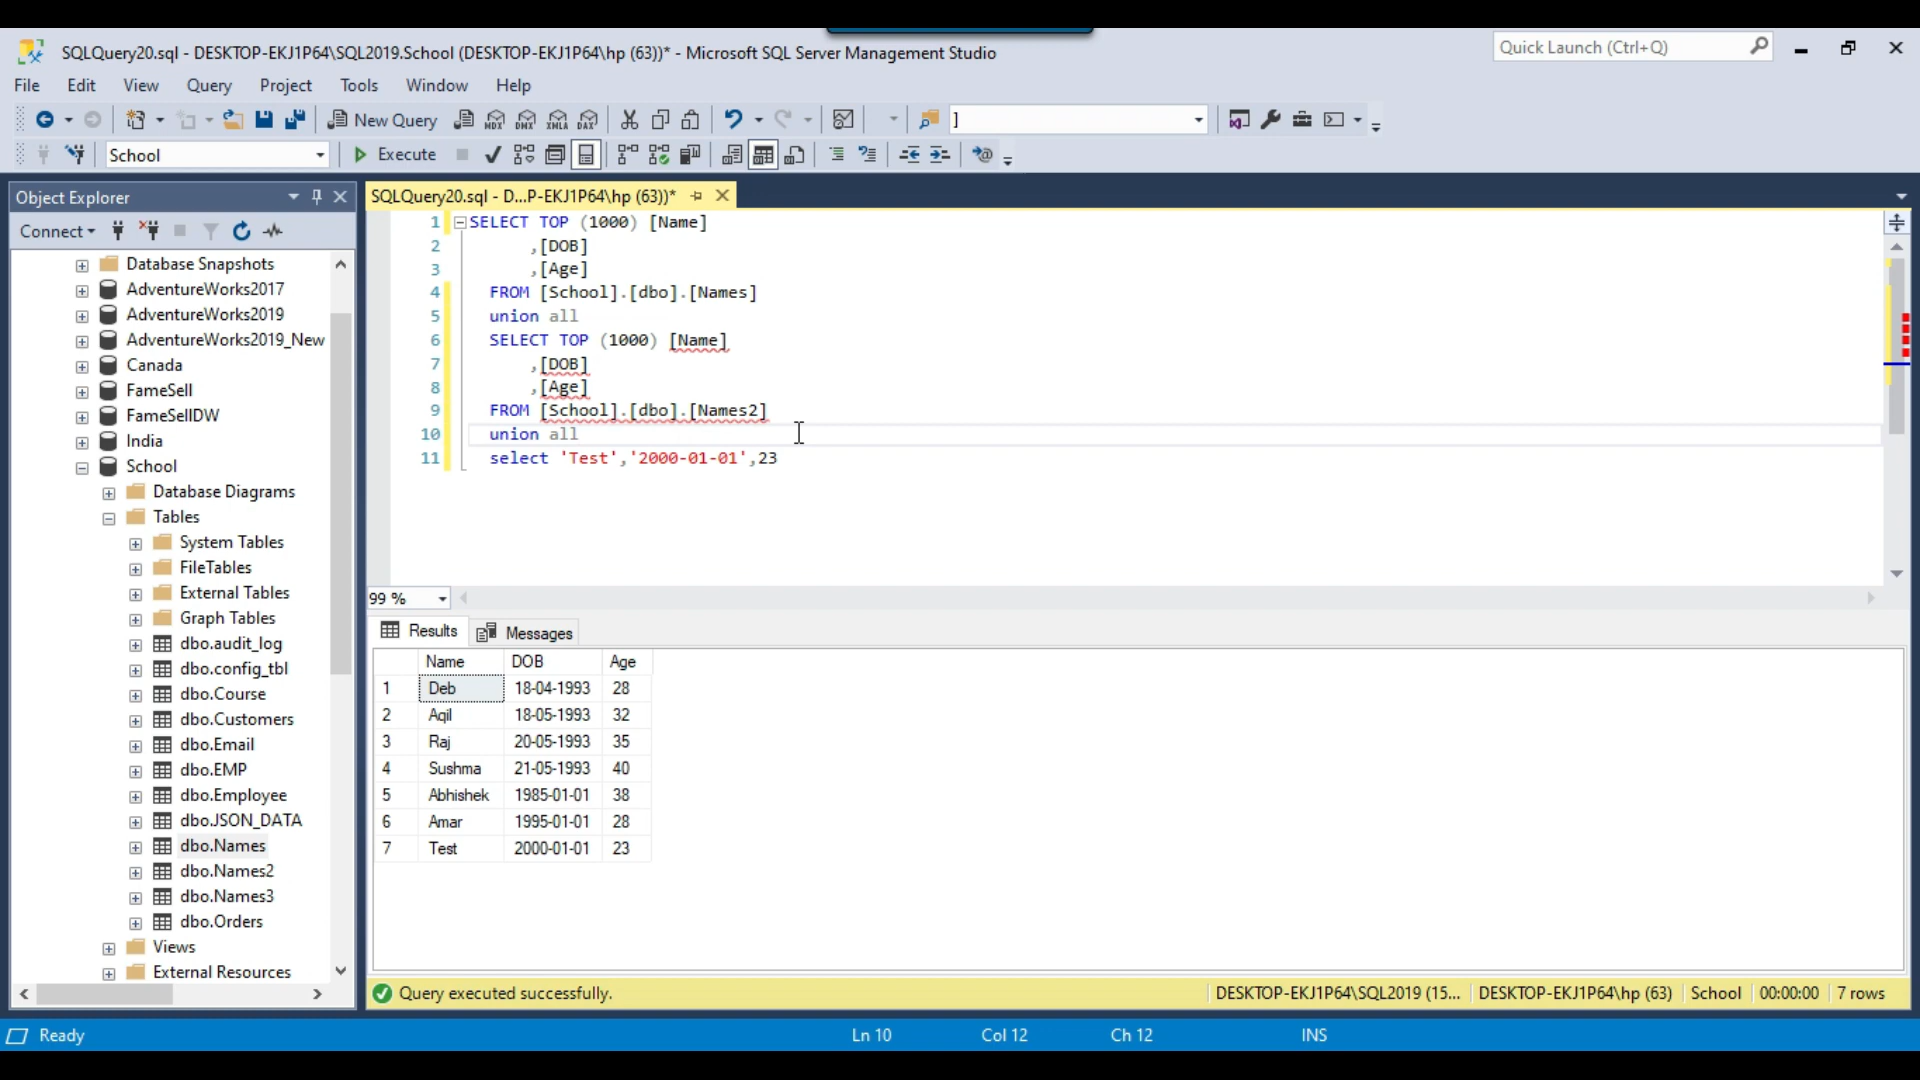 SQLQuery20.sql - DESKTOP-EKJ1P64\SQL2019.School (DESKTOP-EKJ1P64\hp (63))* - Microsoft SQL Server Management Studio
Quick Launch (Ctrl+Q)
File Edit View Query Project Tools Window Help
New Query MDX DMX XMLA DAX ]
School Execute
Object Explorer
Connect
Database Snapshots
AdventureWorks2017
AdventureWorks2019
AdventureWorks2019_New
Canada
FameSell
FameSellDW
India
School
Database Diagrams
Tables
System Tables
FileTables
External Tables
Graph Tables
dbo.audit_log
dbo.config_tbl
dbo.Course
dbo.Customers
dbo.Email
dbo.EMP
dbo.Employee
dbo.JSON_DATA
dbo.Names
dbo.Names2
dbo.Names3
dbo.Orders
Views
External Resources
SQLQuery20.sql - D...P-EKJ1P64\hp (63))*
1 SELECT TOP (1000) [Name]
2 ,[DOB]
3 ,[Age]
4 FROM [School].[dbo].[Names]
5 union all
6 SELECT TOP (1000) [Name]
7 ,[DOB]
8 ,[Age]
9 FROM [School].[dbo].[Names2]
10 union all
11 select 'Test','2000-01-01',23
99 %
Results Messages
Name DOB Age
1 Deb 18-04-1993 28
2 Aqil 18-05-1993 32
3 Raj 20-05-1993 35
4 Sushma 21-05-1993 40
5 Abhishek 1985-01-01 38
6 Amar 1995-01-01 28
7 Test 2000-01-01 23
Query executed successfully. DESKTOP-EKJ1P64\SQL2019 (15... DESKTOP-EKJ1P64\hp (63) School 00:00:00 7 rows
Ready Ln 10 Col 12 Ch 12 INS